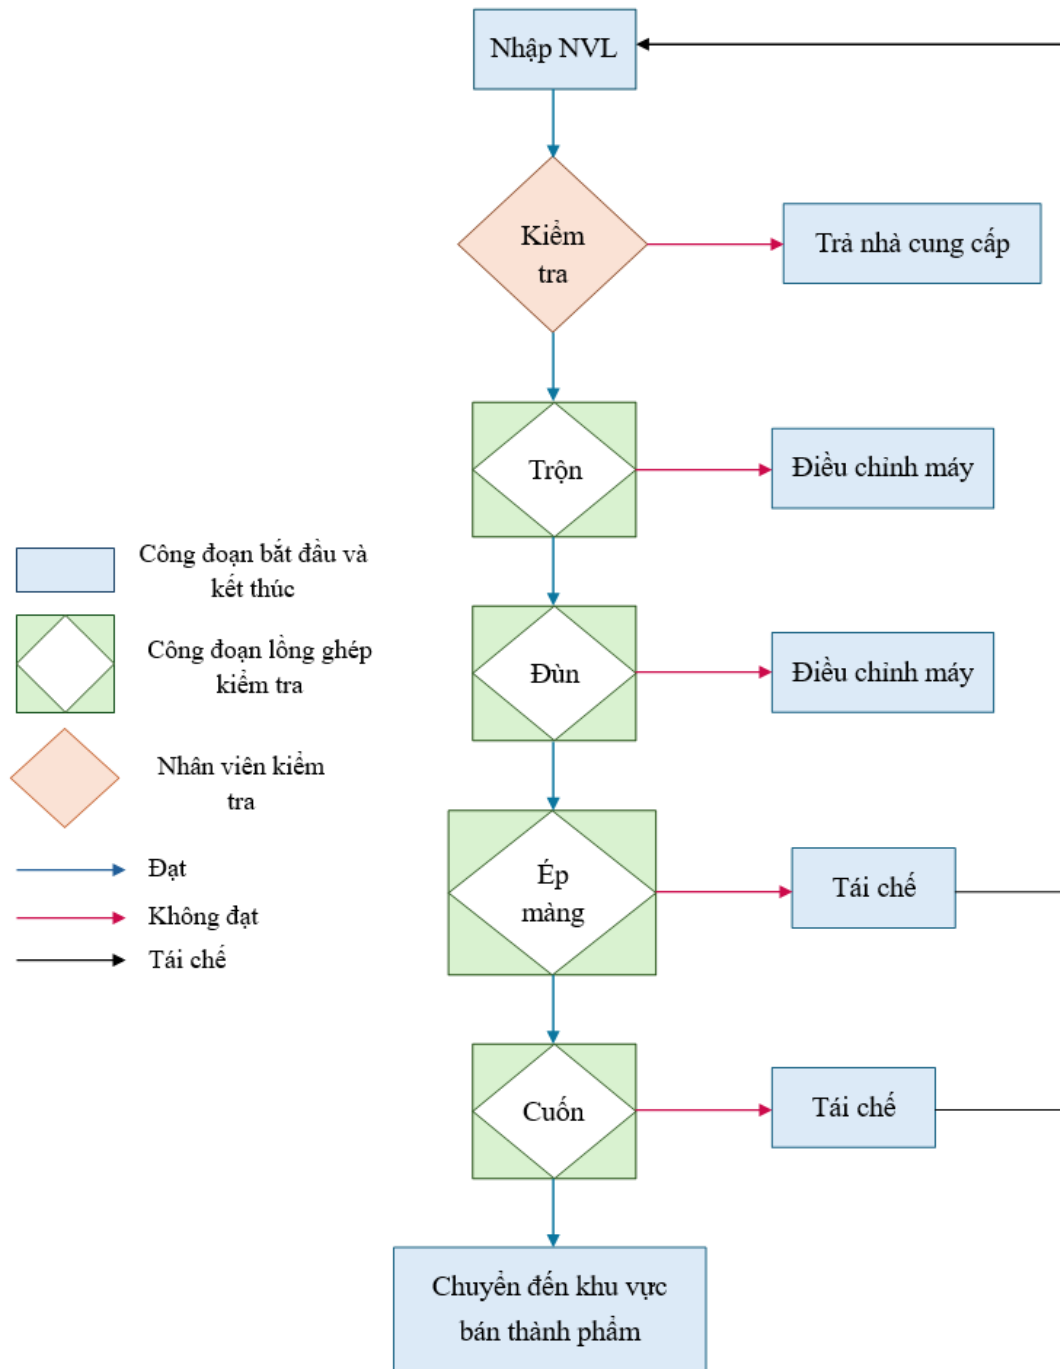 Nhập NVL
Kiểm
tra
Trả nhà cung cấp
Trộn
Điều chỉnh máy
Đùn
Điều chỉnh máy
Ép
màng
Tái chế
Cuốn
Tái chế
Chuyển đến khu vực
bán thành phẩm
Công đoạn bắt đầu và
kết thúc
Công đoạn lồng ghép
kiểm tra
Nhân viên kiểm
tra
Đạt
Không đạt
Tái chế